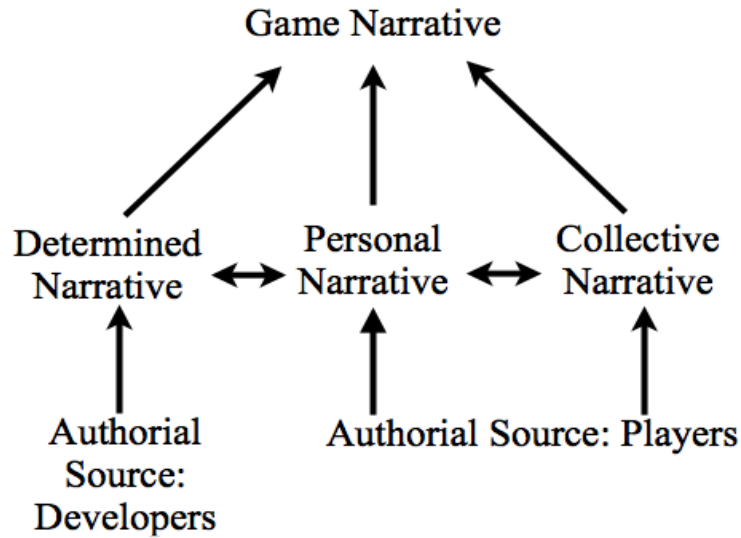 Game Narrative
Determined
Narrative
Personal
Narrative
Collective
Narrative
Authorial
Source:
Developers
Authorial Source: Players